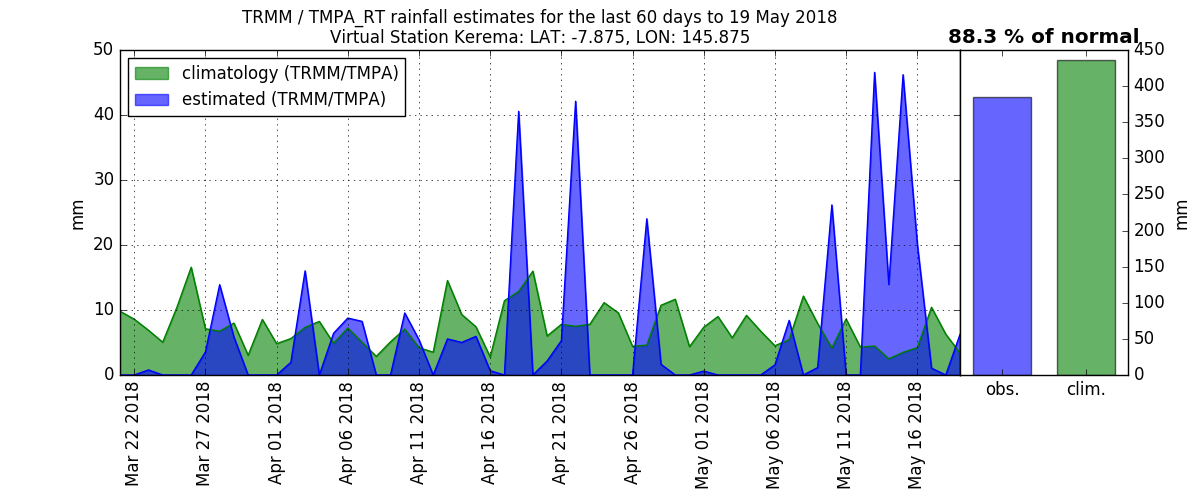 TRMM / TMPA_RT rainfall estimates for the last 60 days to 19 May 2018
Virtual Station Kerema: LAT: -7.875, LON: 145.875
88.3 % of normal
climatology (TRMM/TMPA)
estimated (TRMM/TMPA)
50
40
30
20
10
0
mm
450
400
350
300
250
200
150
100
50
0
mm
Mar 22 2018
Mar 27 2018
Apr 01 2018
Apr 06 2018
Apr 11 2018
Apr 16 2018
Apr 21 2018
Apr 26 2018
May 01 2018
May 06 2018
May 11 2018
May 16 2018
obs.
clim.